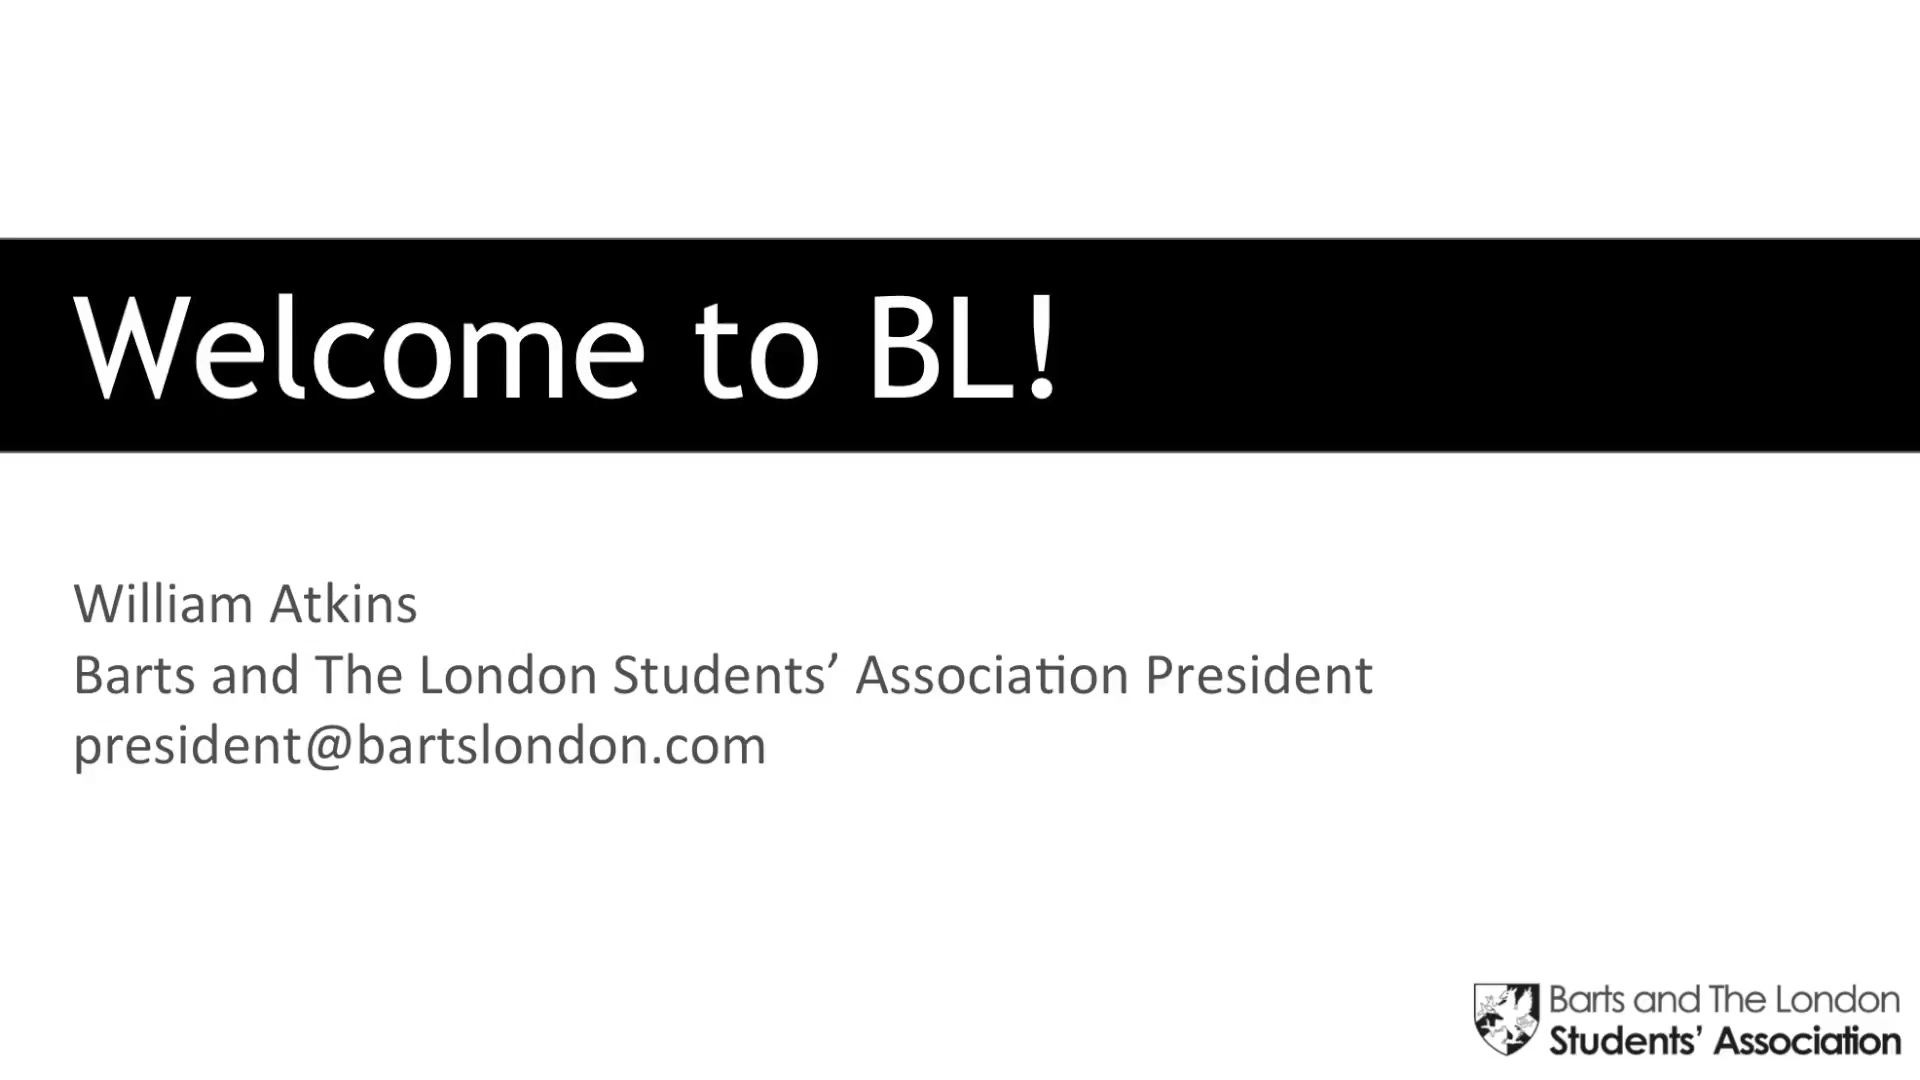 Welcome to BL!
William Atkins
Barts and The London Students’ Association President
president@bartslondon.com
Barts and The London
Students’ Association